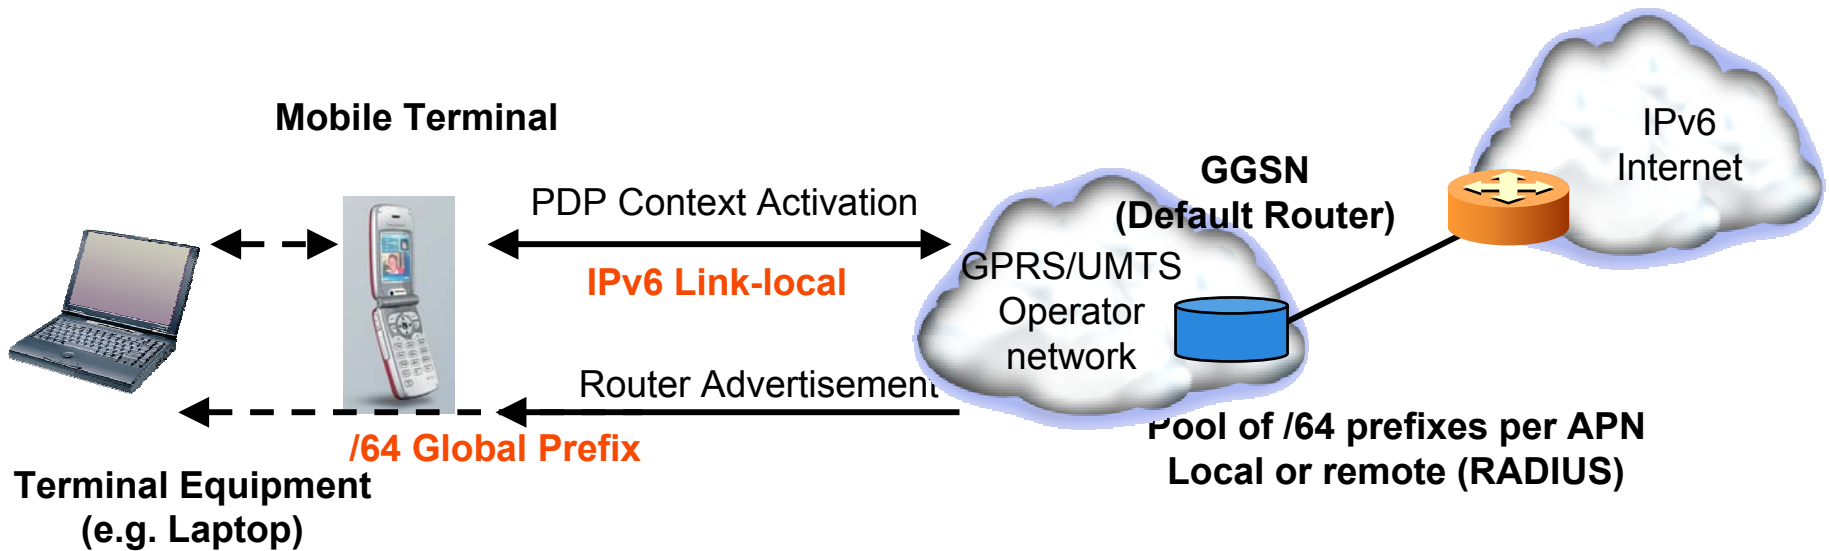 Mobile Terminal
PDP Context Activation
IPv6 Link-local
GGSN
(Default Router)
IPv6
Internet
GPRS/UMTS
Operator
network
Router Advertisement
/64 Global Prefix
Pool of /64 prefixes per APN
Local or remote (RADIUS)
Terminal Equipment
(e.g. Laptop)